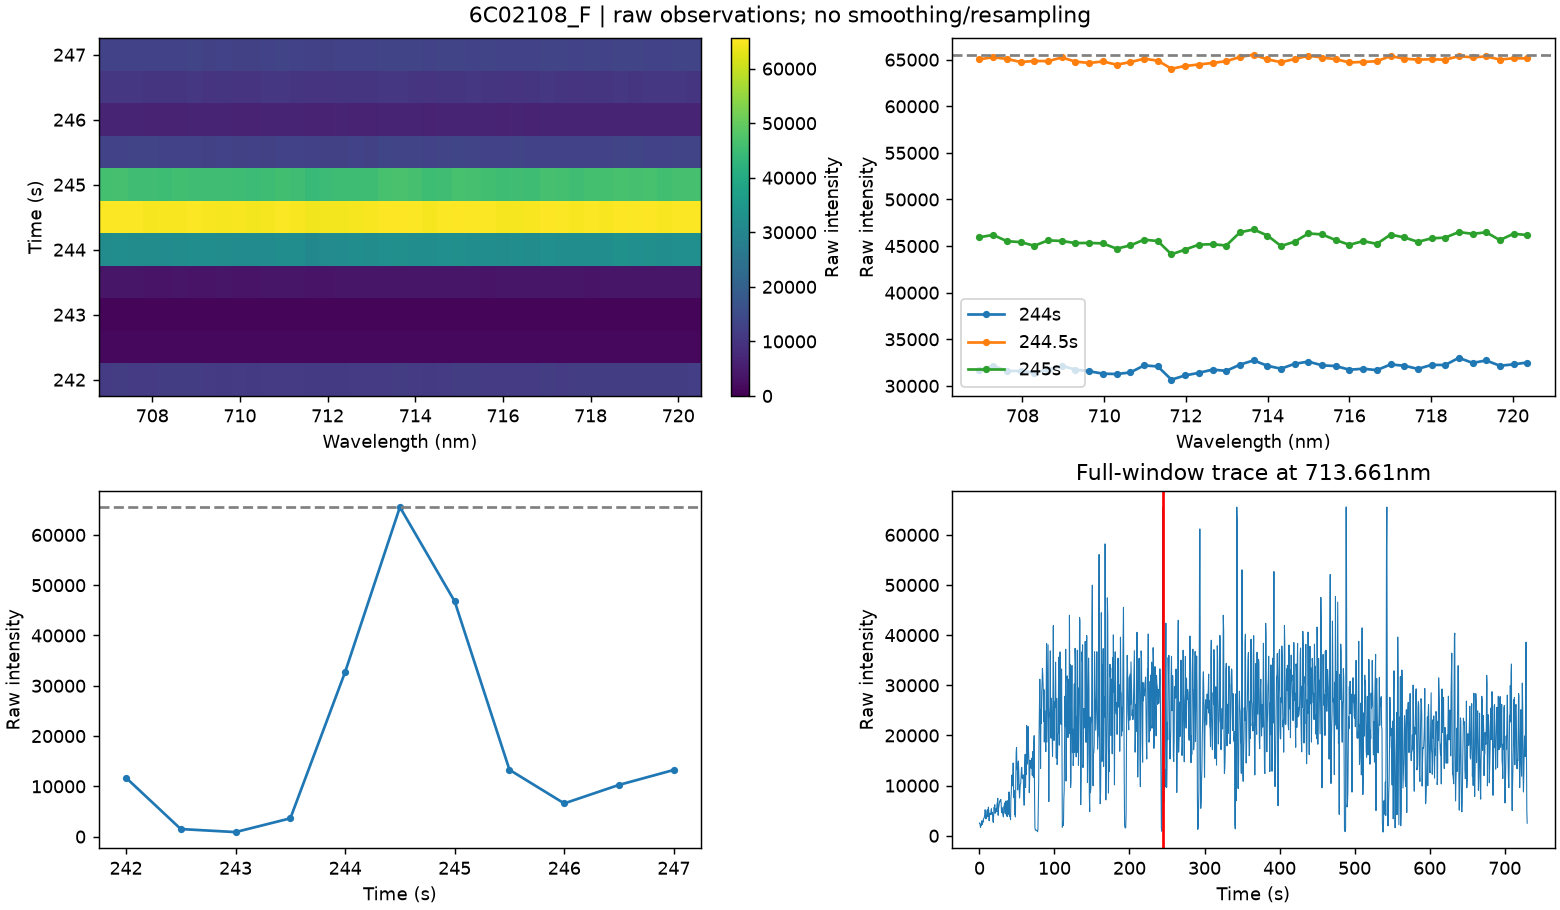 6C02108_F | raw observations; no smoothing/resampling
247
246
245
244
243
242
Time (s)
708 710 712 714 716 718 720
Wavelength (nm)
60000
50000
40000
30000
20000
10000
0
Raw intensity
65000
60000
55000
50000
45000
40000
35000
30000
Raw intensity
244s
244.5s
245s
708 710 712 714 716 718 720
Wavelength (nm)
60000
50000
40000
30000
20000
10000
0
Raw intensity
242 243 244 245 246 247
Time (s)
Full-window trace at 713.661nm
60000
50000
40000
30000
20000
10000
0
Raw intensity
0 100 200 300 400 500 600 700
Time (s)